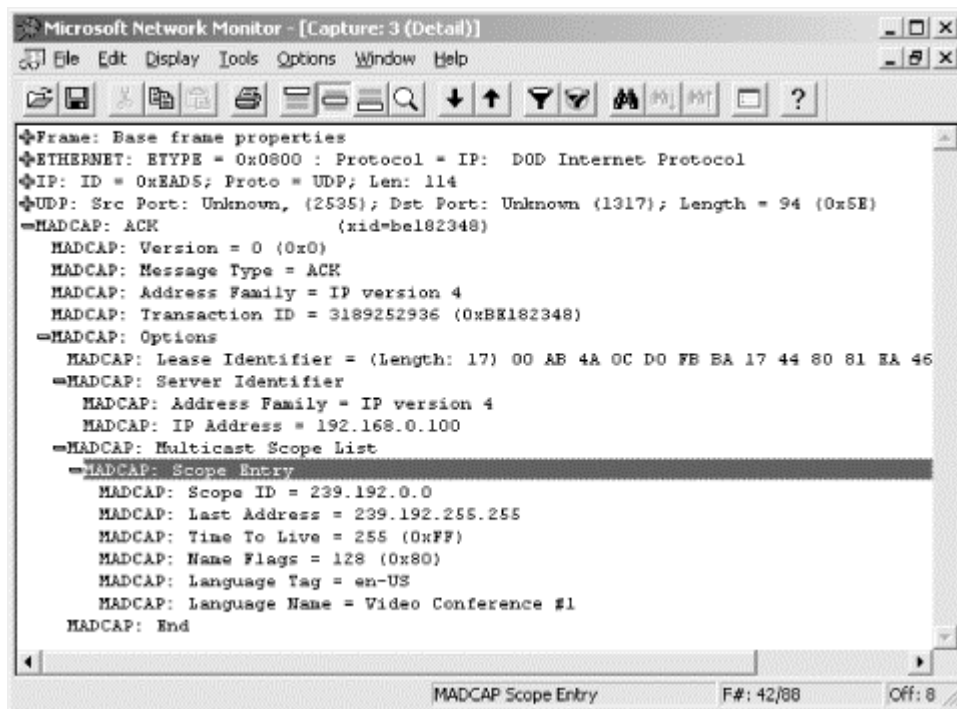 Microsoft Network Monitor - [Capture: 3 (Detail)]
File Edit Display Tools Options Window Help
Frame: Base frame properties
ETHERNET: ETYPE = 0x0800 : Protocol = IP: DOD Internet Protocol
IP: ID = 0xEAD5; Proto = UDP; Len: 114
UDP: Src Port: Unknown, (2535); Dst Port: Unknown (1317); Length = 94 (0x5E)
MADCAP: ACK (xid=be182348)
MADCAP: Version = 0 (0x0)
MADCAP: Message Type = ACK
MADCAP: Address Family = IP version 4
MADCAP: Transaction ID = 3189252936 (0xBE182348)
MADCAP: Options
MADCAP: Lease Identifier = (Length: 17) 00 AB 4A 0C D0 FB BA 17 44 80 81 EA 46
MADCAP: Server Identifier
MADCAP: Address Family = IP version 4
MADCAP: IP Address = 192.168.0.100
MADCAP: Multicast Scope List
MADCAP: Scope Entry
MADCAP: Scope ID = 239.192.0.0
MADCAP: Last Address = 239.192.255.255
MADCAP: Time To Live = 255 (0xFF)
MADCAP: Name Flags = 128 (0x80)
MADCAP: Language Tag = en-US
MADCAP: Language Name = Video Conference #1
MADCAP: End
MADCAP Scope Entry F#: 42/88 Off: 8